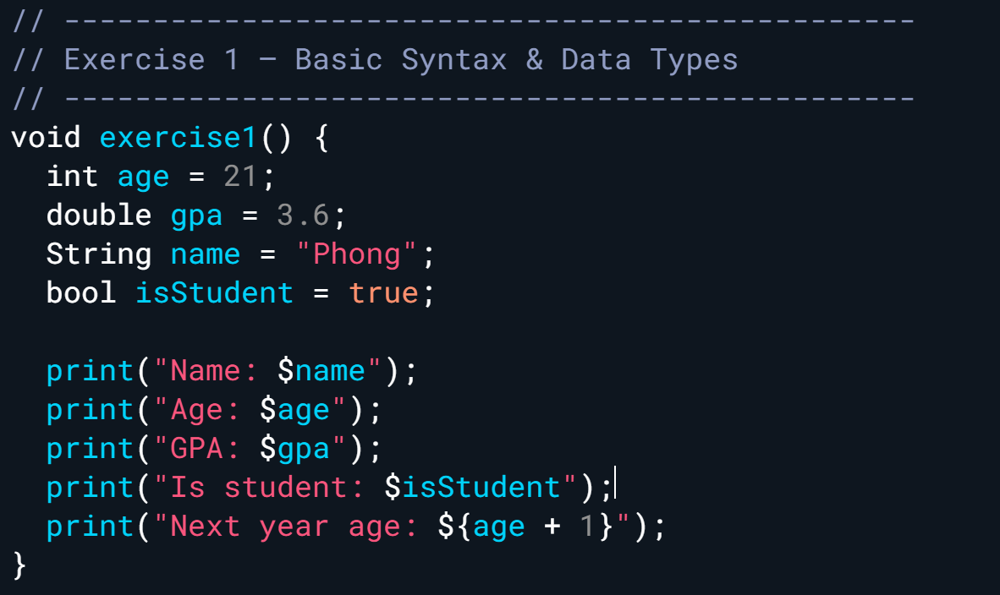 // ------------------------------------------------
// Exercise 1 – Basic Syntax & Data Types
// ------------------------------------------------
void exercise1() {
  int age = 21;
  double gpa = 3.6;
  String name = "Phong";
  bool isStudent = true;

  print("Name: $name");
  print("Age: $age");
  print("GPA: $gpa");
  print("Is student: $isStudent");
  print("Next year age: ${age + 1}");
}